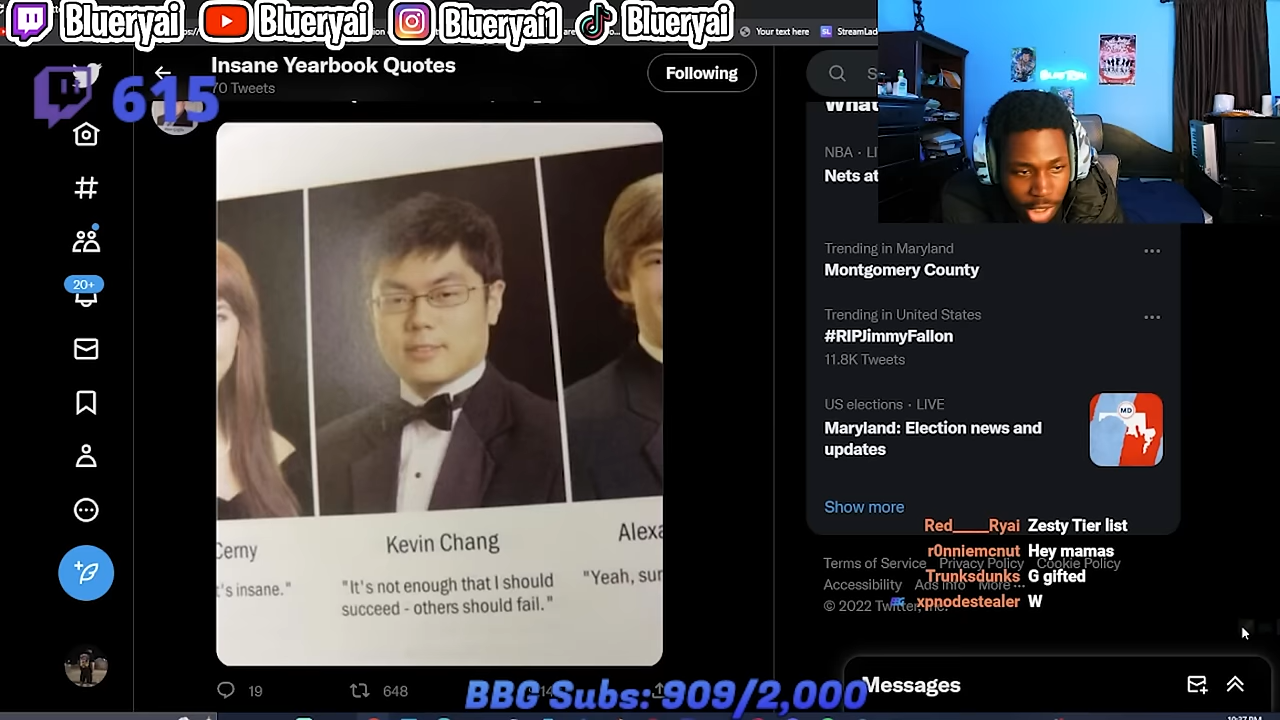 Blueryai Blueryai Blueryai1 Blueryai
Your text here
Insane Yearbook Quotes
70 Tweets
Following
615
20+
NBA
Nets at
Trending in Maryland
Montgomery County
Trending in United States
#RIPJimmyFallon
11.8K Tweets
US elections · LIVE
Maryland: Election news and
updates
MD
Show more
Cerny
Kevin Chang
Alexa
's insane."
"It's not enough that I should
succeed - others should fail."
"Yeah, sur
Red____Ryai Zesty Tier list
r0nniemcnut Hey mamas
Trunksdunks G gifted
xpnodestealer W
Terms of Service Privacy Policy Cookie Policy
Accessibility Ads info More
© 2022 Twitter, Inc.
19
648
BBG Subs: 909/2,000
Messages